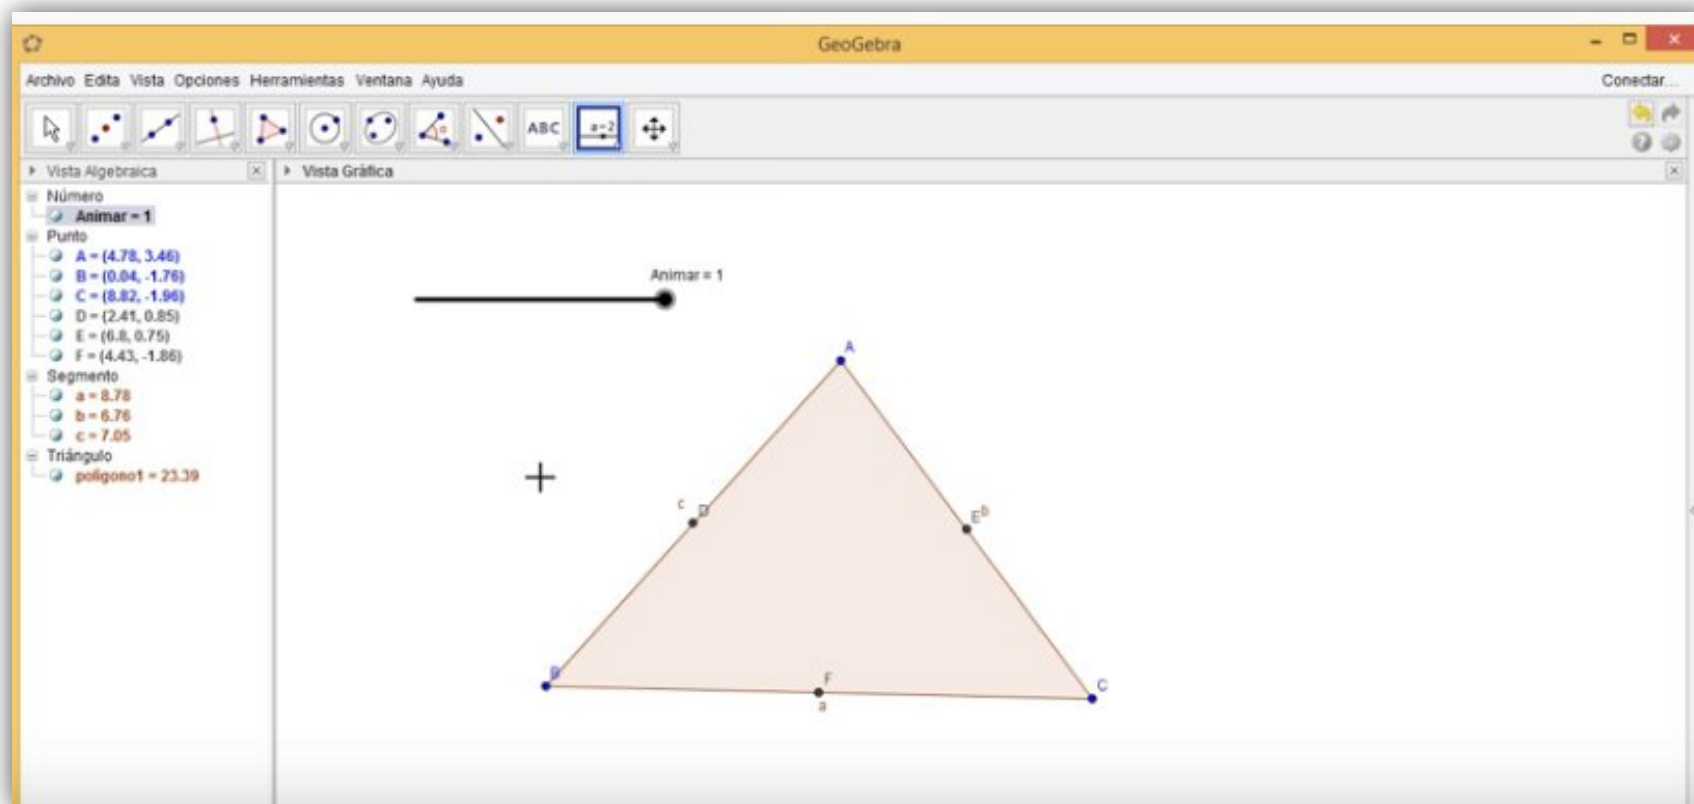 GeoGebra
Archivo Edita Vista Opciones Herramientas Ventana Ayuda
Conectar...
ABC
a=2
Vista Algebraica
Vista Gráfica
Número
Animar = 1
Punto
A = (4.78, 3.46)
B = (0.04, -1.76)
C = (8.82, -1.96)
D = (2.41, 0.85)
E = (6.8, 0.75)
F = (4.43, -1.86)
Segmento
a = 8.78
b = 6.76
c = 7.05
Triángulo
polígono1 = 23.39
Animar = 1
A
c
D
E
b
B
F
a
C